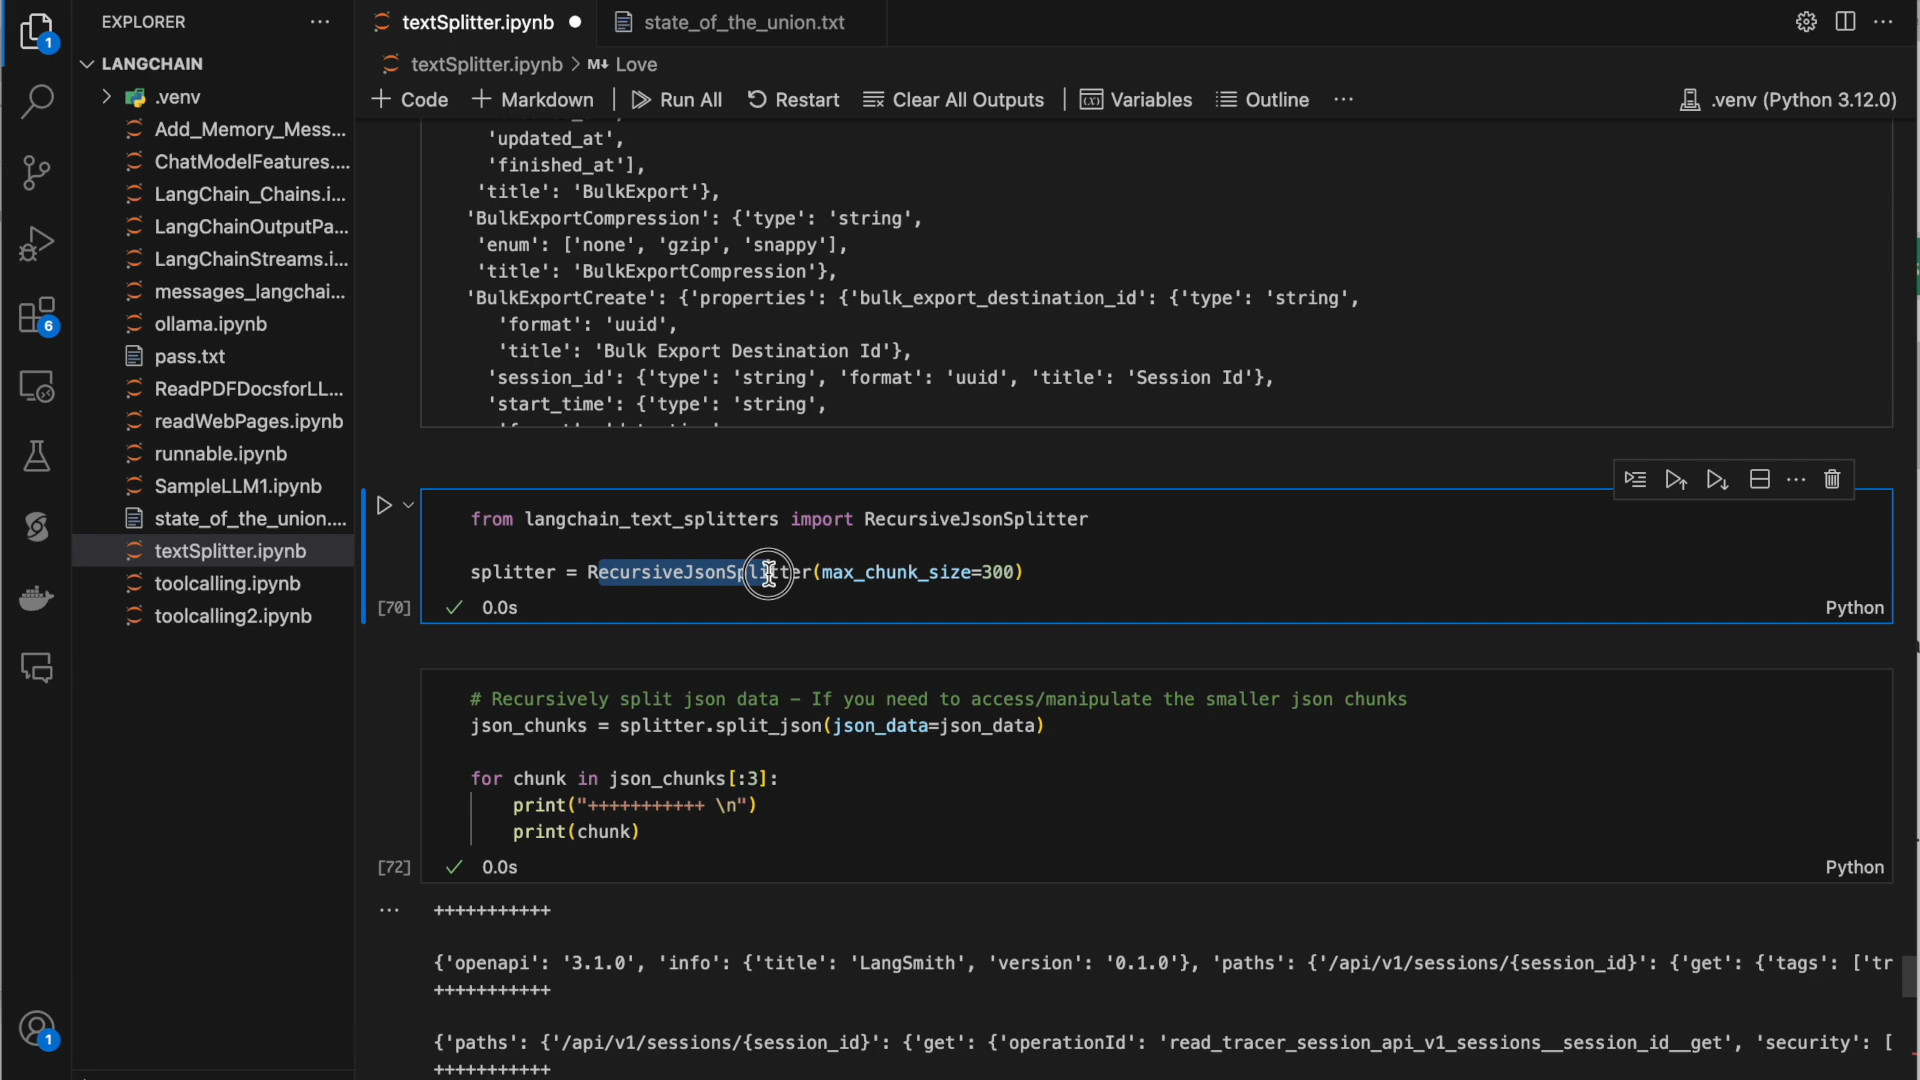 EXPLORER
LANGCHAIN
.venv
Add_Memory_Mess...
ChatModelFeatures....
LangChain_Chains.i...
LangChainOutputPa...
LangChainStreams.i...
messages_langchai...
ollama.ipynb
pass.txt
ReadPDFDocsforLL...
readWebPages.ipynb
runnable.ipynb
SampleLLM1.ipynb
state_of_the_union....
textSplitter.ipynb
toolcalling.ipynb
toolcalling2.ipynb
1
6
1
textSplitter.ipynb
state_of_the_union.txt
textSplitter.ipynb > M↓ Love
+ Code + Markdown Run All Restart Clear All Outputs Variables Outline ...
.venv (Python 3.12.0)
'updated_at',
'finished_at'],
'title': 'BulkExport'},
'BulkExportCompression': {'type': 'string',
'enum': ['none', 'gzip', 'snappy'],
'title': 'BulkExportCompression'},
'BulkExportCreate': {'properties': {'bulk_export_destination_id': {'type': 'string',
'format': 'uuid',
'title': 'Bulk Export Destination Id'},
'session_id': {'type': 'string', 'format': 'uuid', 'title': 'Session Id'},
'start_time': {'type': 'string',
from langchain_text_splitters import RecursiveJsonSplitter
splitter = RecursiveJsonSplitter(max_chunk_size=300)
[70] 0.0s
Python
# Recursively split json data – If you need to access/manipulate the smaller json chunks
json_chunks = splitter.split_json(json_data=json_data)
for chunk in json_chunks[:3]:
print("+++++++++++ \n")
print(chunk)
[72] 0.0s
Python
+++++++++++
{'openapi': '3.1.0', 'info': {'title': 'LangSmith', 'version': '0.1.0'}, 'paths': {'/api/v1/sessions/{session_id}': {'get': {'tags': ['tr
+++++++++++
{'paths': {'/api/v1/sessions/{session_id}': {'get': {'operationId': 'read_tracer_session_api_v1_sessions__session_id__get', 'security': [
+++++++++++